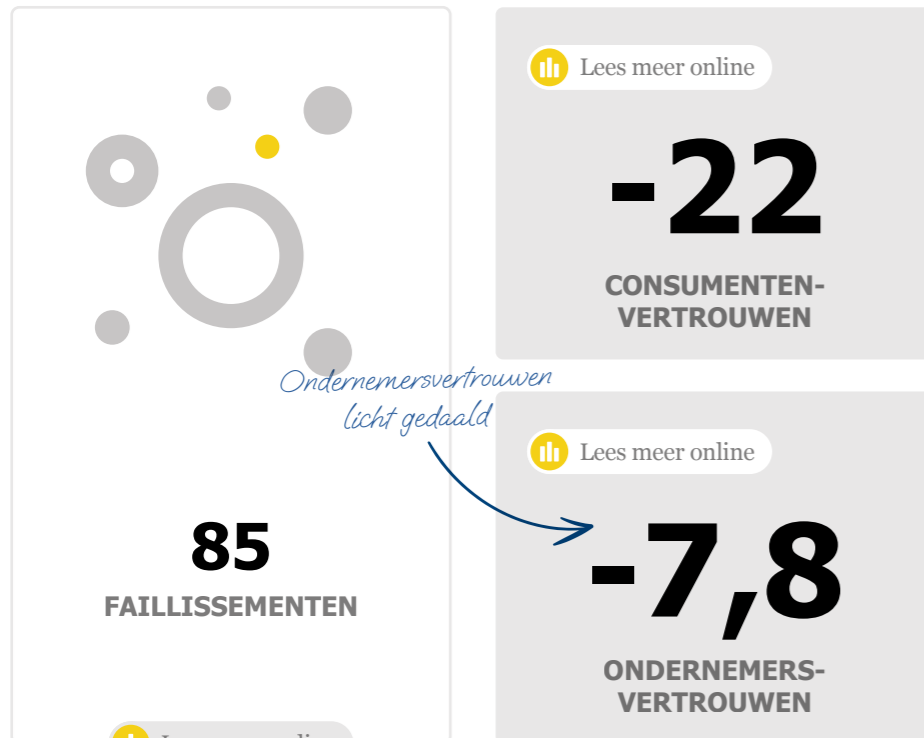 Lees meer online
-22
CONSUMENTEN-
VERTROUWEN
Ondernemersvertrouwen
licht gedaald
Lees meer online
-7,8
ONDERNEMERS-
VERTROUWEN
85
FAILLISSEMENTEN